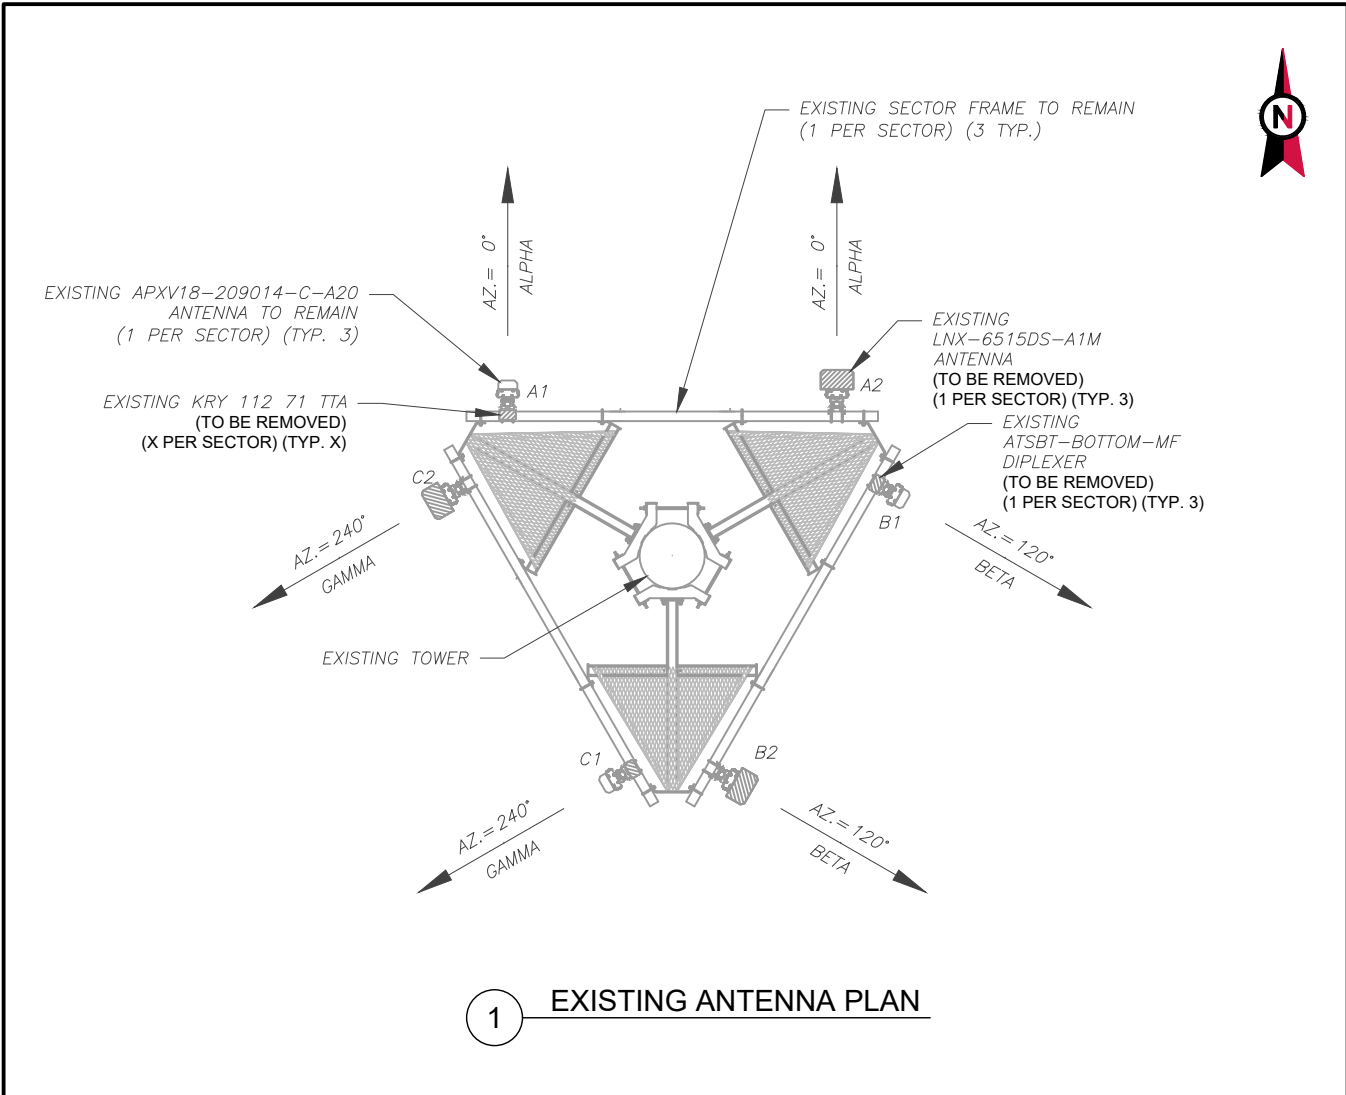 N
EXISTING SECTOR FRAME TO REMAIN
(1 PER SECTOR) (3 TYP.)
AZ.= 0°
ALPHA
AZ.= 0°
ALPHA
EXISTING APXV18-209014-C-A20
ANTENNA TO REMAIN
(1 PER SECTOR) (TYP. 3)
EXISTING
LNX-6515DS-A1M
ANTENNA
(TO BE REMOVED)
(1 PER SECTOR) (TYP. 3)
A1
A2
EXISTING KRY 112 71 TTA
(TO BE REMOVED)
(X PER SECTOR) (TYP. X)
EXISTING
ATSBT-BOTTOM-MF
DIPLEXER
(TO BE REMOVED)
(1 PER SECTOR) (TYP. 3)
C2
B1
AZ.=240°
GAMMA
AZ.=120°
BETA
EXISTING TOWER
C1
B2
AZ.=240°
GAMMA
AZ.=120°
BETA
1
EXISTING ANTENNA PLAN